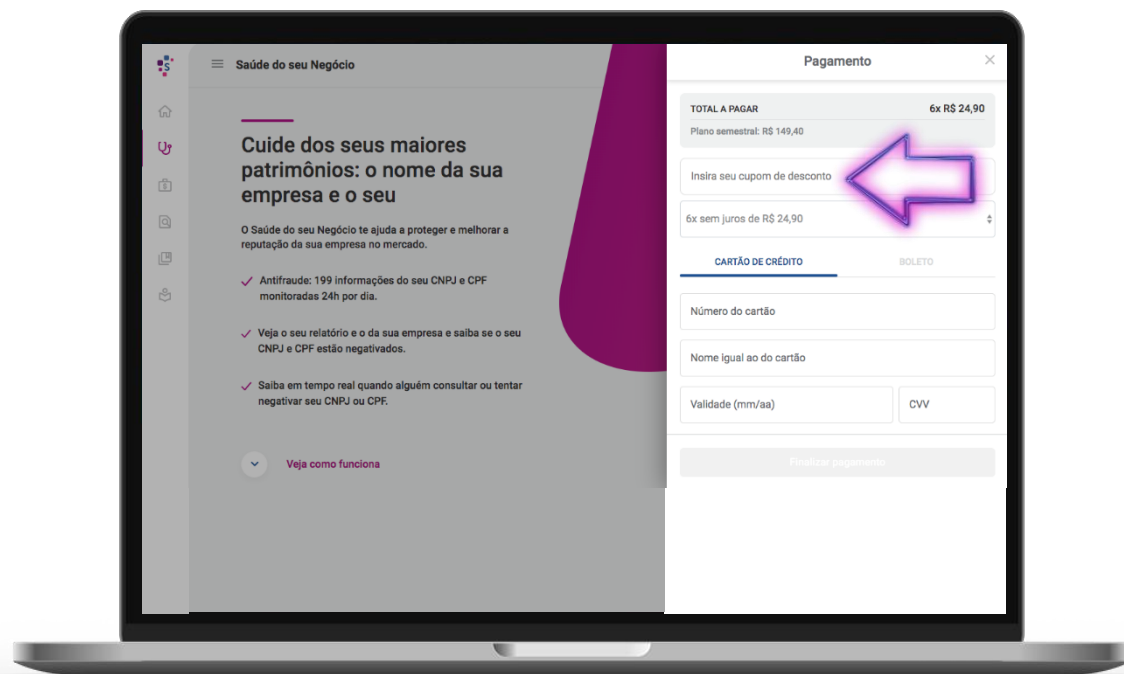 Saúde do seu Negócio
Cuide dos seus maiores
patrimônios: o nome da sua
empresa e o seu
O Saúde do seu Negócio te ajuda a proteger e melhorar a
reputação da sua empresa no mercado.
Antifraude: 199 informações do seu CNPJ e CPF
monitoradas 24h por dia.
Veja o seu relatório e o da sua empresa e saiba se o seu
CNPJ e CPF estão negativados.
Saiba em tempo real quando alguém consultar ou tentar
negativar seu CNPJ ou CPF.
Veja como funciona
Pagamento
TOTAL A PAGAR 6x R$ 24,90
Plano semestral: R$ 149,40
Insira seu cupom de desconto
6x sem juros de R$ 24,90
CARTÃO DE CRÉDITO BOLETO
Número do cartão
Nome igual ao do cartão
Validade (mm/aa) CVV
Finalizar pagamento